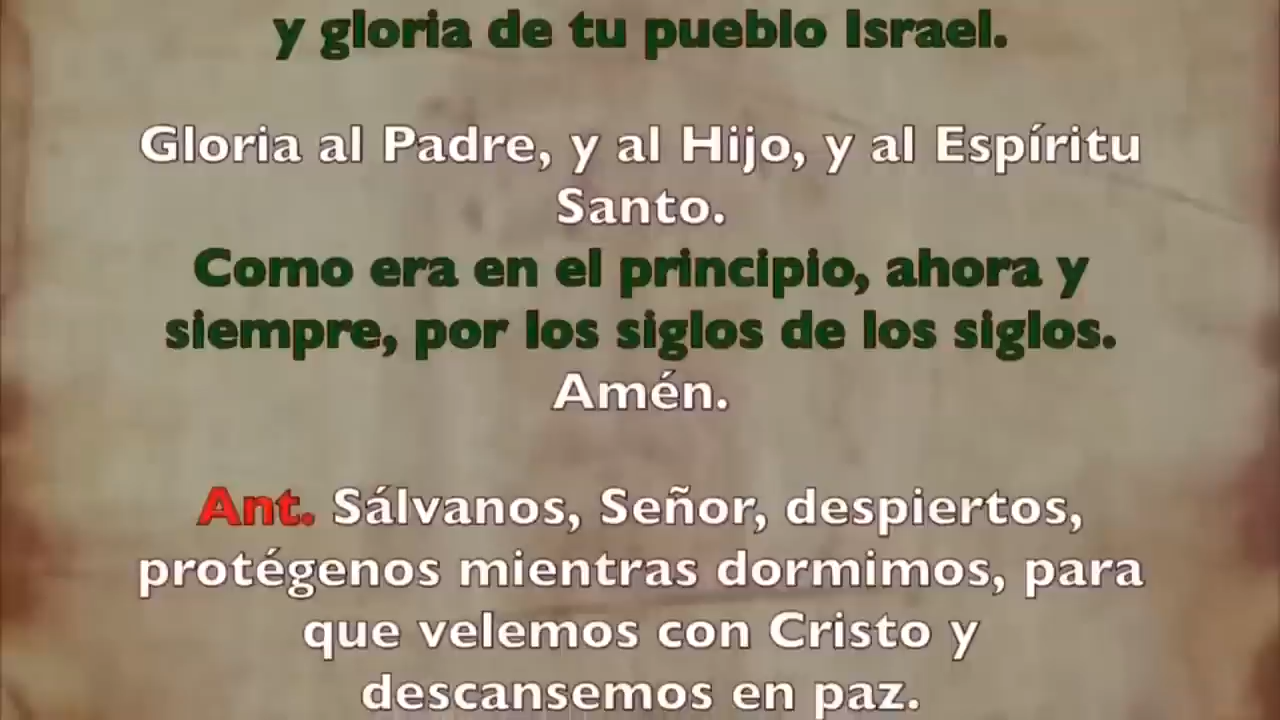 y gloria de tu pueblo Israel.
Gloria al Padre, y al Hijo, y al Espíritu
Santo.
Como era en el principio, ahora y
siempre, por los siglos de los siglos.
Amén.
Ant. Sálvanos, Señor, despiertos,
protégenos mientras dormimos, para
que velemos con Cristo y
descansemos en paz.